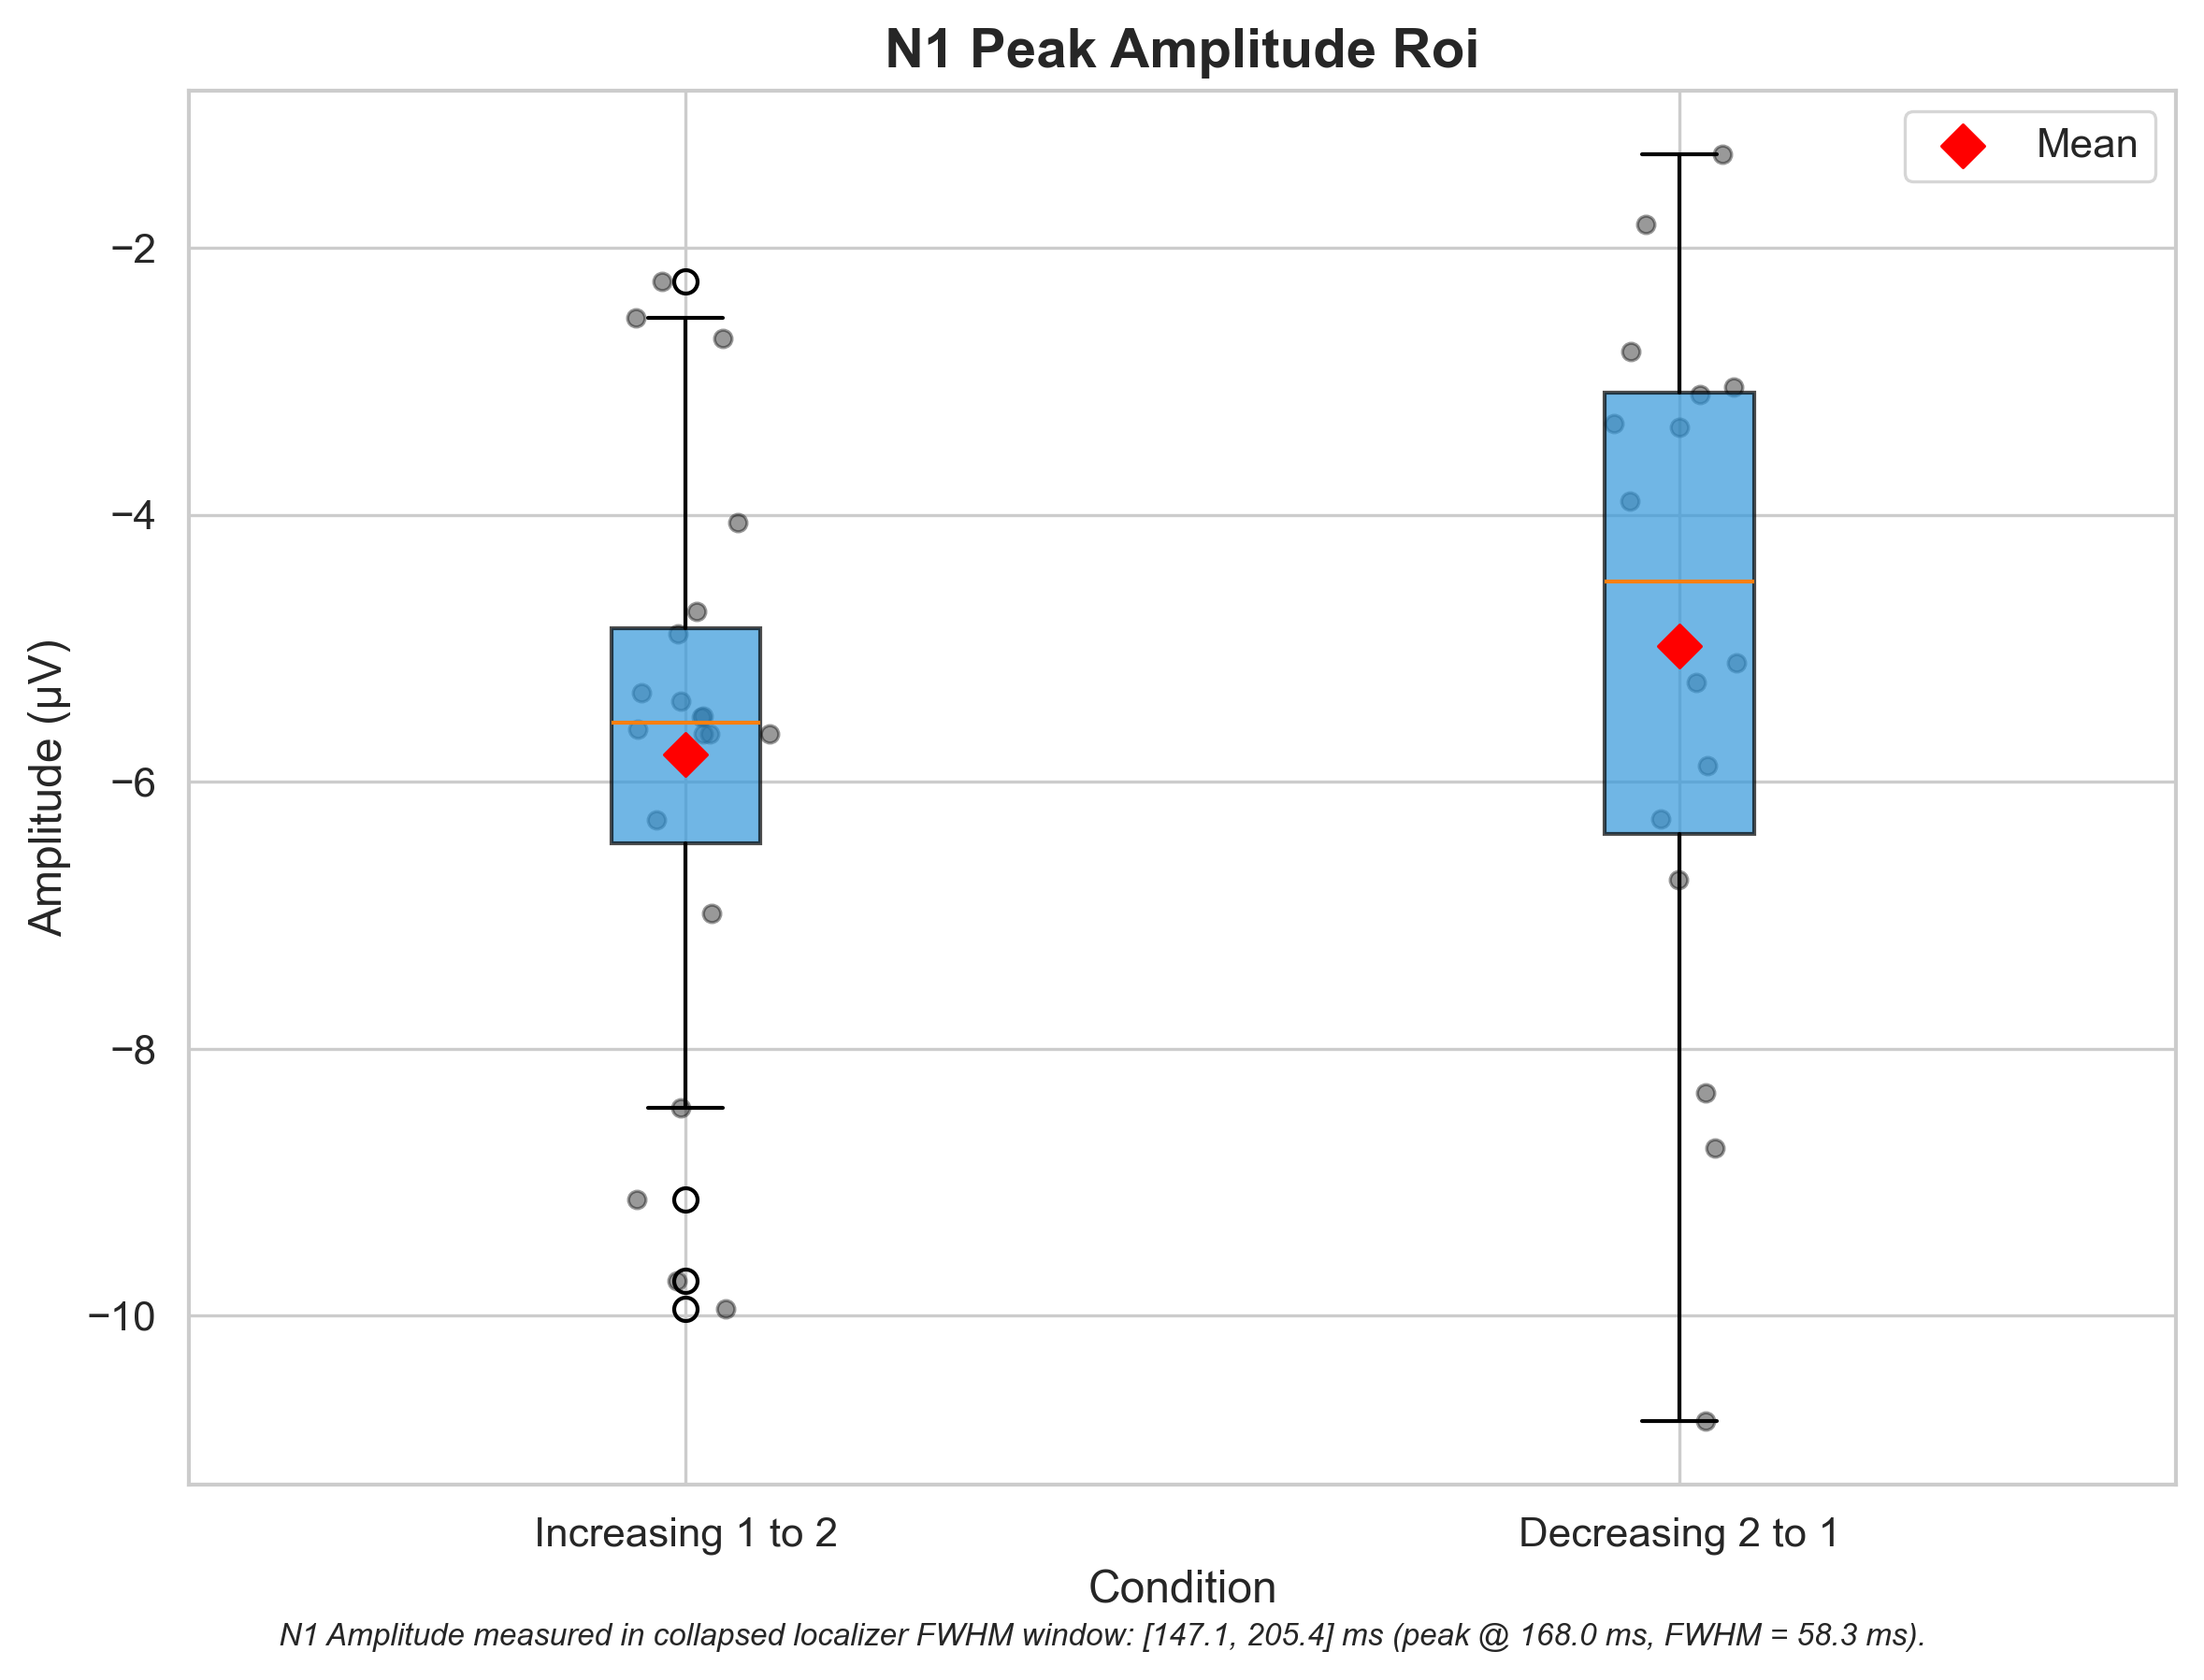 N1 Peak Amplitude Roi
Mean
−2
−4
−6
−8
−10
Amplitude (µV)
Increasing 1 to 2
Decreasing 2 to 1
Condition
N1 Amplitude measured in collapsed localizer FWHM window: [147.1, 205.4] ms (peak @ 168.0 ms, FWHM = 58.3 ms).